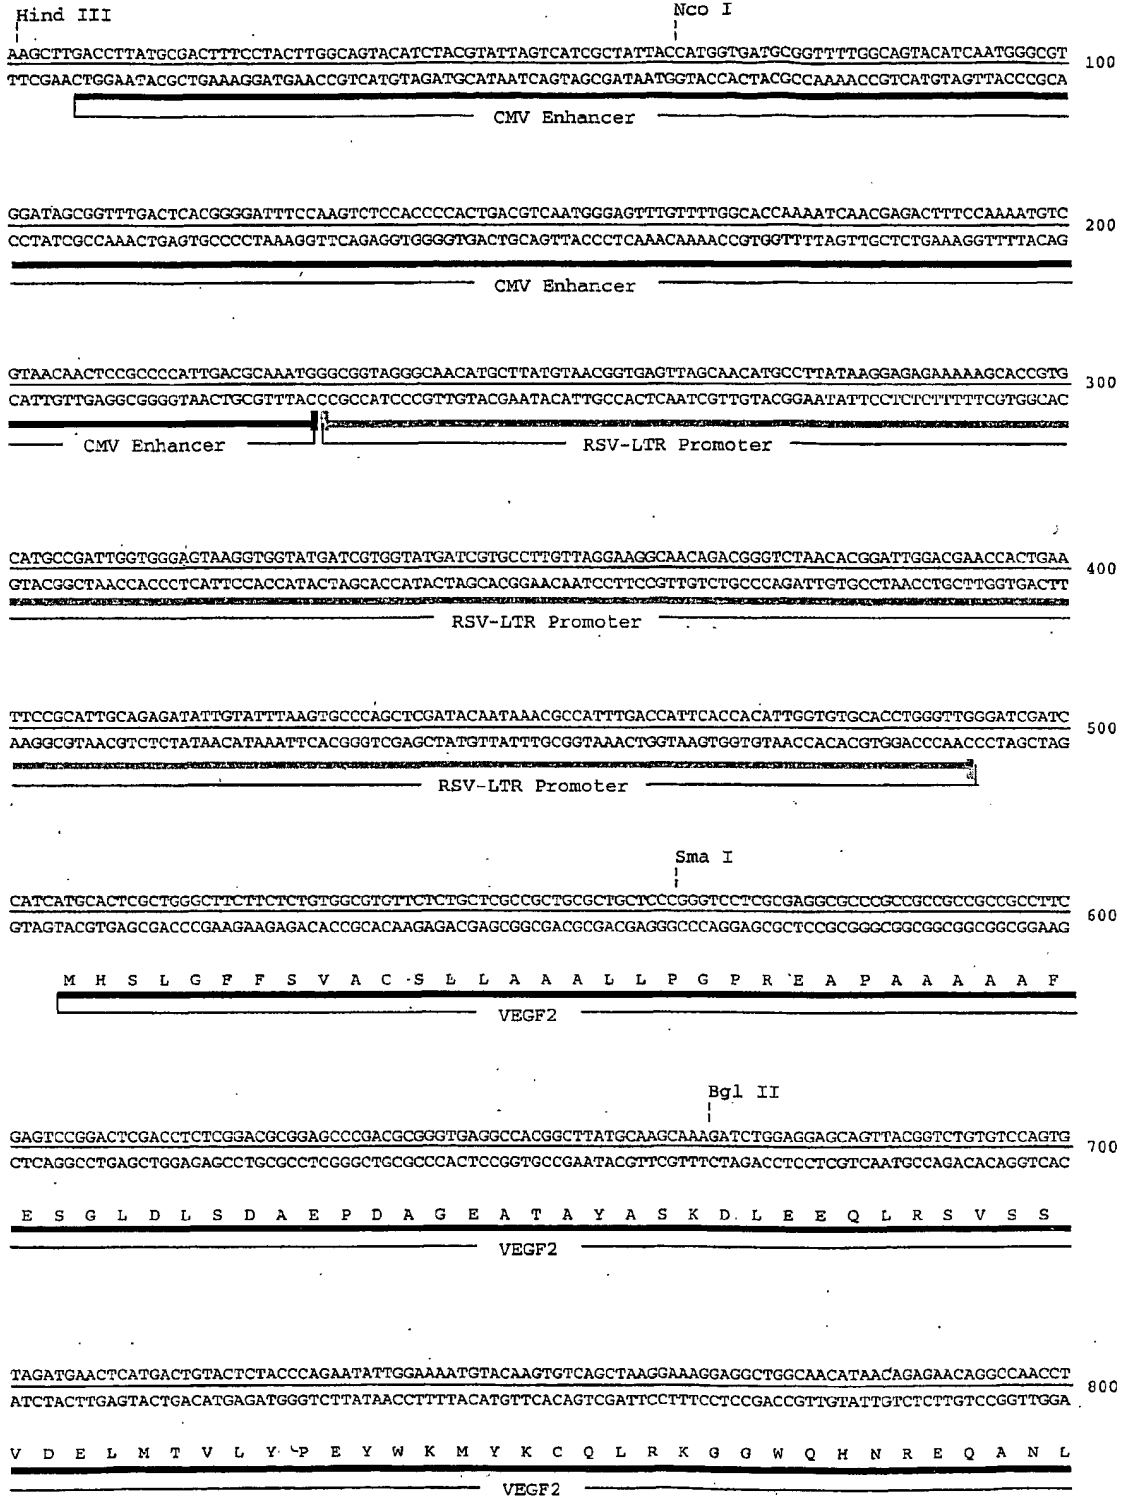 Hind III Nco I
AAGCTTGACCTTATGCGACTTTCCTACTTGGCAGTACATCTACGTATTAGTCATCGCTATTACCATGGTGATGCGGTTTTGGCAGTACATCAATGGGCGT
100
TTCGAACTGGAATACGCTGAAAGGATGAACCGTCATGTAGATGCATAATCAGTAGCGATAATGGTACCACTACGCCAAAACCGTCATGTAGTTACCCGCA
CMV Enhancer
GGATAGCGGTTTGACTCACGGGGATTTCCAAGTCTCCACCCCACTGACGTCAATGGGAGTTTGTTTTGGCACCAAAATCAACGAGACTTTCCAAAATGTC
200
CCTATCGCCAAACTGAGTGCCCCTAAAGGTTCAGAGGTGGGGTGACTGCAGTTACCCTCAAACAAAACCGTGGTTTTAGTTGCTCTGAAAGGTTTTACAG
CMV Enhancer
GTAACAACTCCGCCCCATTGACGCAAATGGGCGGTAGGGCAACATGCTTATGTAACGGTGAGTTAGCAACATGCCTTATAAGGAGAGAAAAAGCACCGTG
300
CATTGTTGAGGCGGGGTAACTGCGTTTACCCGCCATCCCGTTGTACGAATACATTGCCACTCAATCGTTGTACGGAATATTCCTCTCTTTTTCGTGGCAC
CMV Enhancer RSV-LTR Promoter
CATGCCGATTGGTGGGAGTAAGGTGGTATGATCGTGGTATGATCGTGCCTTGTTAGGAAGGCAACAGACGGGTCTAACACGGATTGGACGAACCACTGAA
400
GTACGGCTAACCACCCTCATTCCACCATACTAGCACCATACTAGCACGGAACAATCCTTCCGTTGTCTGCCCAGATTGTGCCTAACCTGCTTGGTGACTT
RSV-LTR Promoter
TTCCGCATTGCAGAGATATTGTATTTAAGTGCCCAGCTCGATACAATAAACGCCATTTGACCATTCACCACATTGGTGTGCACCTGGGTTGGGATCGATC
500
AAGGCGTAACGTCTCTATAACATAAATTCACGGGTCGAGCTATGTTATTTGCGGTAAACTGGTAAGTGGTGTAACCACACGTGGACCCAACCCTAGCTAG
RSV-LTR Promoter
Sma I
CATCATGCACTCGCTGGGCTTCTTCTCTGTGGCGTGTTCTCTGCTCGCCGCTGCGCTGCTCCCGGGTCCTCGCGAGGCGCCCGCCGCCGCCGCCGCCTTC
600
GTAGTACGTGAGCGACCCGAAGAAGAGACACCGCACAAGAGACGAGCGGCGACGCGACGAGGGCCCAGGAGCGCTCCGCGGGCGGCGGCGGCGGCGGAAG
M H S L G F F S V A C S L L A A A L L P G P R E A P A A A A A F
VEGF2
Bgl II
GAGTCCGGACTCGACCTCTCGGACGCGGAGCCCGACGCGGGTGAGGCCACGGCTTATGCAAGCAAAGATCTGGAGGAGCAGTTACGGTCTGTGTCCAGTG
700
CTCAGGCCTGAGCTGGAGAGCCTGCGCCTCGGGCTGCGCCCACTCCGGTGCCGAATACGTTCGTTTCTAGACCTCCTCGTCAATGCCAGACACAGGTCAC
E S G L D L S D A E P D A G E A T A Y A S K D L E E Q L R S V S S
VEGF2
TAGATGAACTCATGACTGTACTCTACCCAGAATATTGGAAAATGTACAAGTGTCAGCTAAGGAAAGGAGGCTGGCAACATAACAGAGAACAGGCCAACCT
800
ATCTACTTGAGTACTGACATGAGATGGGTCTTATAACCTTTTACATGTTCACAGTCGATTCCTTTCCTCCGACCGTTGTATTGTCTCTTGTCCGGTTGGA
V D E L M T V L Y P E Y W K M Y K C Q L R K G G W Q H N R E Q A N L
VEGF2